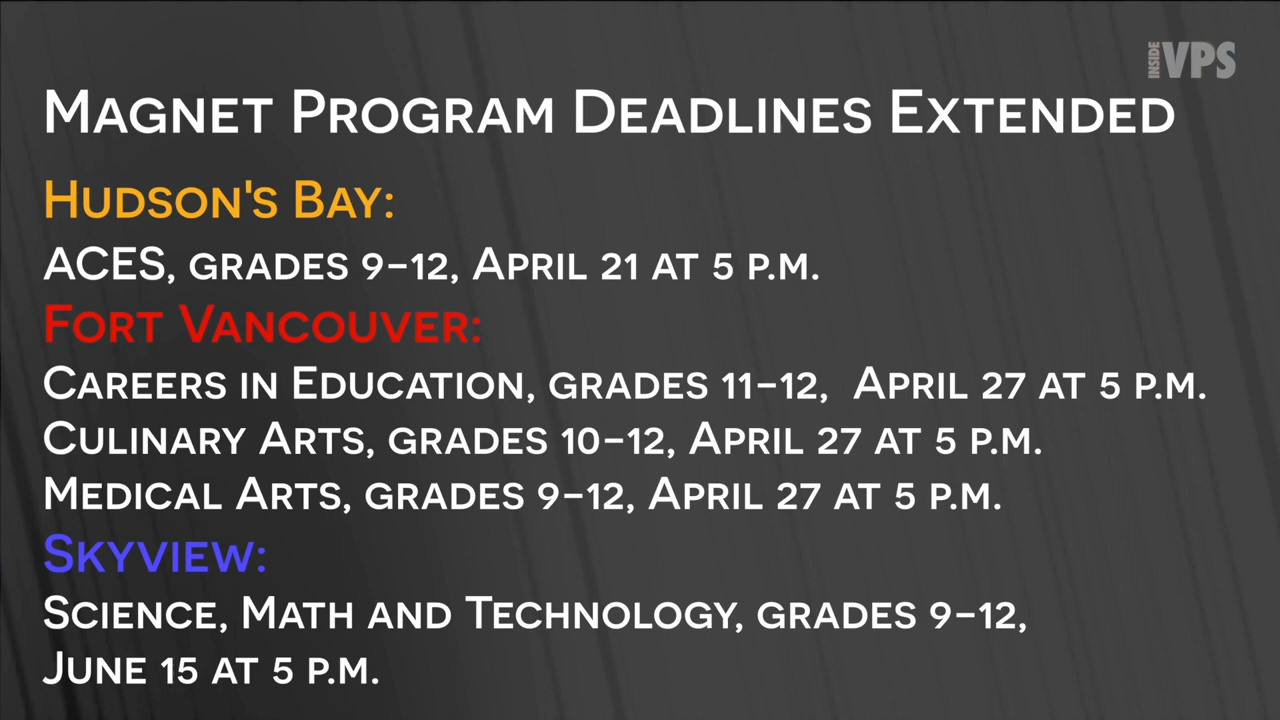 INSIDE VPS
Magnet Program Deadlines Extended
Hudson's Bay:
ACES, grades 9–12, April 21 at 5 p.m.
Fort Vancouver:
Careers in Education, grades 11–12,  April 27 at 5 p.m.
Culinary Arts, grades 10–12, April 27 at 5 p.m.
Medical Arts, grades 9–12, April 27 at 5 p.m.
Skyview:
Science, Math and Technology, grades 9–12,
June 15 at 5 p.m.